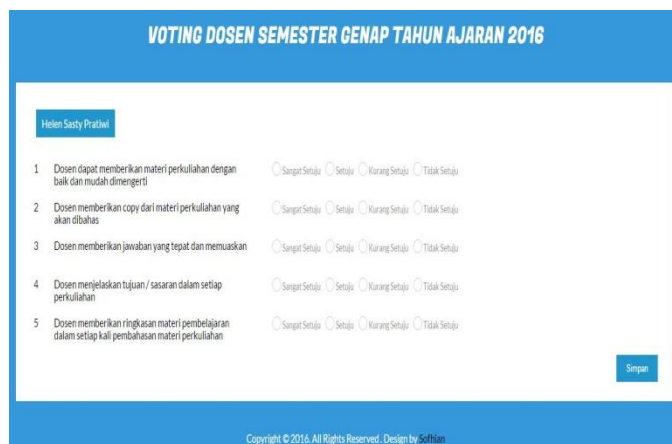 VOTING DOSEN SEMESTER GENAP TAHUN AJARAN 2016
Helen Sasty Pratiwi
1 Dosen dapat memberikan materi perkuliahan dengan
baik dan mudah dimengerti
Sangat Setuju Setuju Kurang Setuju Tidak Setuju
2 Dosen memberikan copy dari materi perkuliahan yang
akan dibahas
Sangat Setuju Setuju Kurang Setuju Tidak Setuju
3 Dosen memberikan jawaban yang tepat dan memuaskan
Sangat Setuju Setuju Kurang Setuju Tidak Setuju
4 Dosen menjelaskan tujuan / sasaran dalam setiap
perkuliahan
Sangat Setuju Setuju Kurang Setuju Tidak Setuju
5 Dosen memberikan ringkasan materi pembelajaran
dalam setiap kali pembahasan materi perkuliahan
Sangat Setuju Setuju Kurang Setuju Tidak Setuju
Simpan
Copyright © 2016. All Rights Reserved . Design by Sofhian